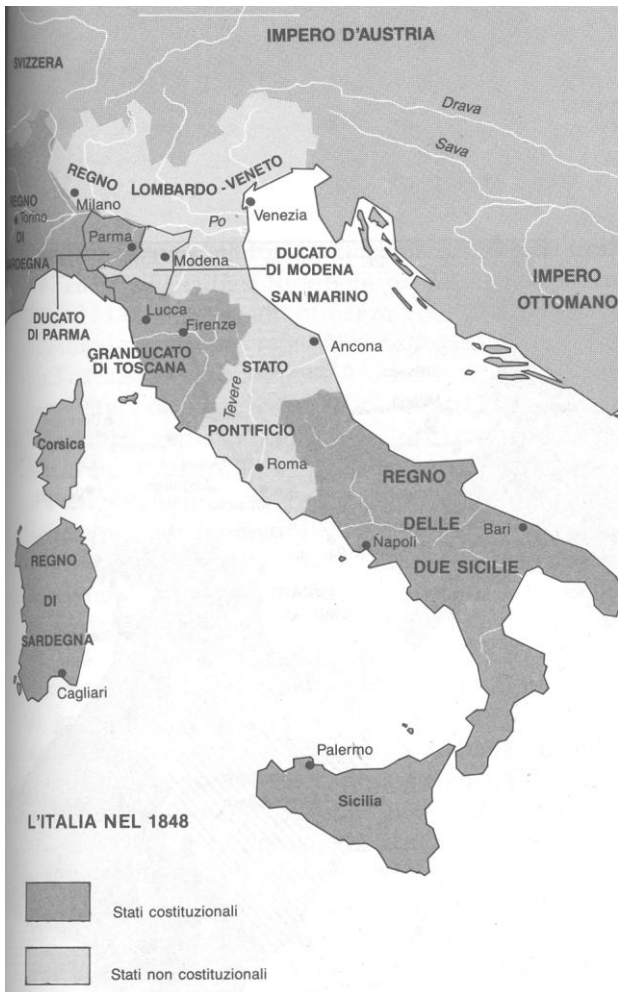 IMPERO D'AUSTRIA
SVIZZERA
Drava
Sava
REGNO
LOMBARDO-VENETO
Milano
Venezia
REGNO
Torino
DI
SARDEGNA
Po
Parma
Modena
DUCATO
DI MODENA
SAN MARINO
IMPERO
OTTOMANO
DUCATO
DI PARMA
Lucca
Firenze
GRANDUCATO
DI TOSCANA
STATO
Ancona
Tevere
PONTIFICIO
Roma
Corsica
REGNO
DELLE
DUE SICILIE
Bari
Napoli
REGNO
DI
SARDEGNA
Cagliari
Palermo
Sicilia
L'ITALIA NEL 1848
Stati costituzionali
Stati non costituzionali